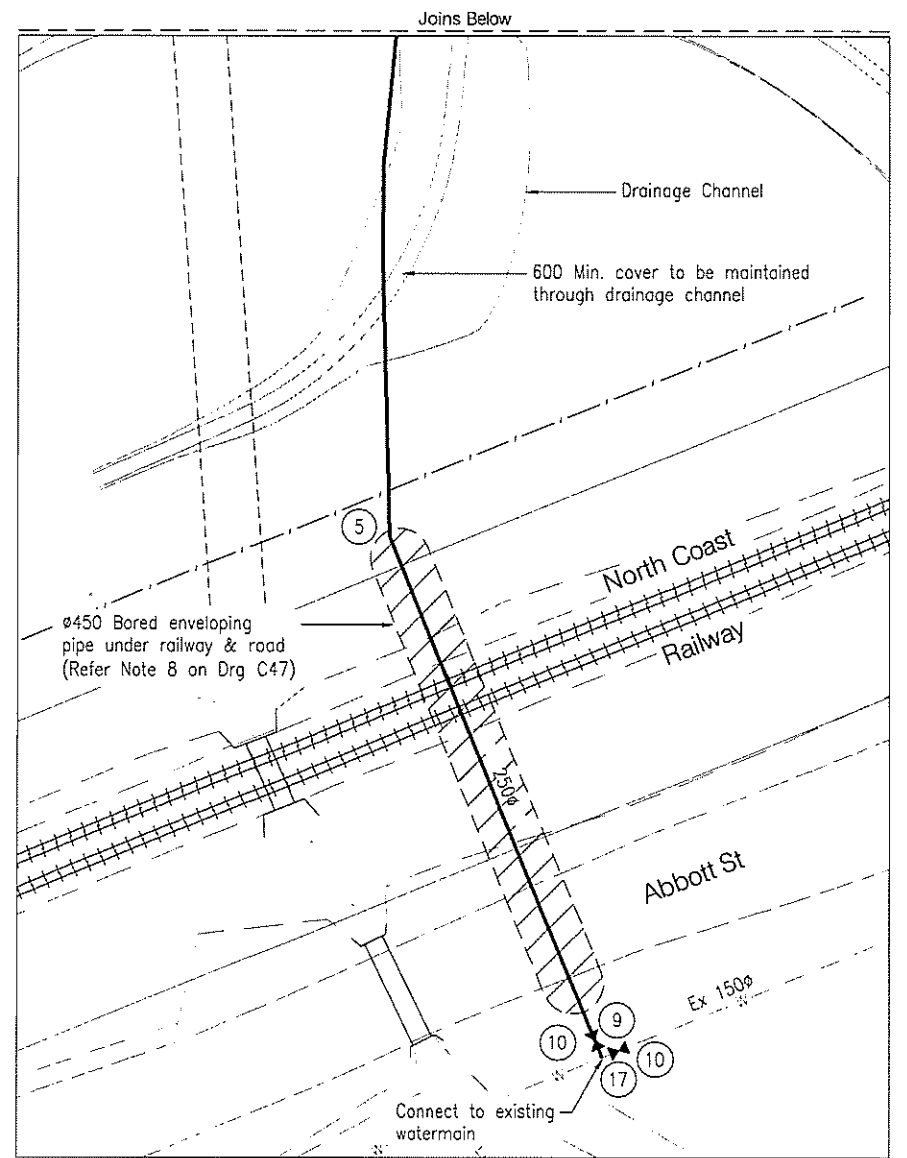 Joins Below
Drainage Channel
600 Min. cover to be maintained
through drainage channel
5
North Coast
Railway
ø450 Bored enveloping
pipe under railway & road
(Refer Note 8 on Drg C47)
250ø
Abbott St
Ex 150ø
9
10
10
17
Connect to existing
watermain